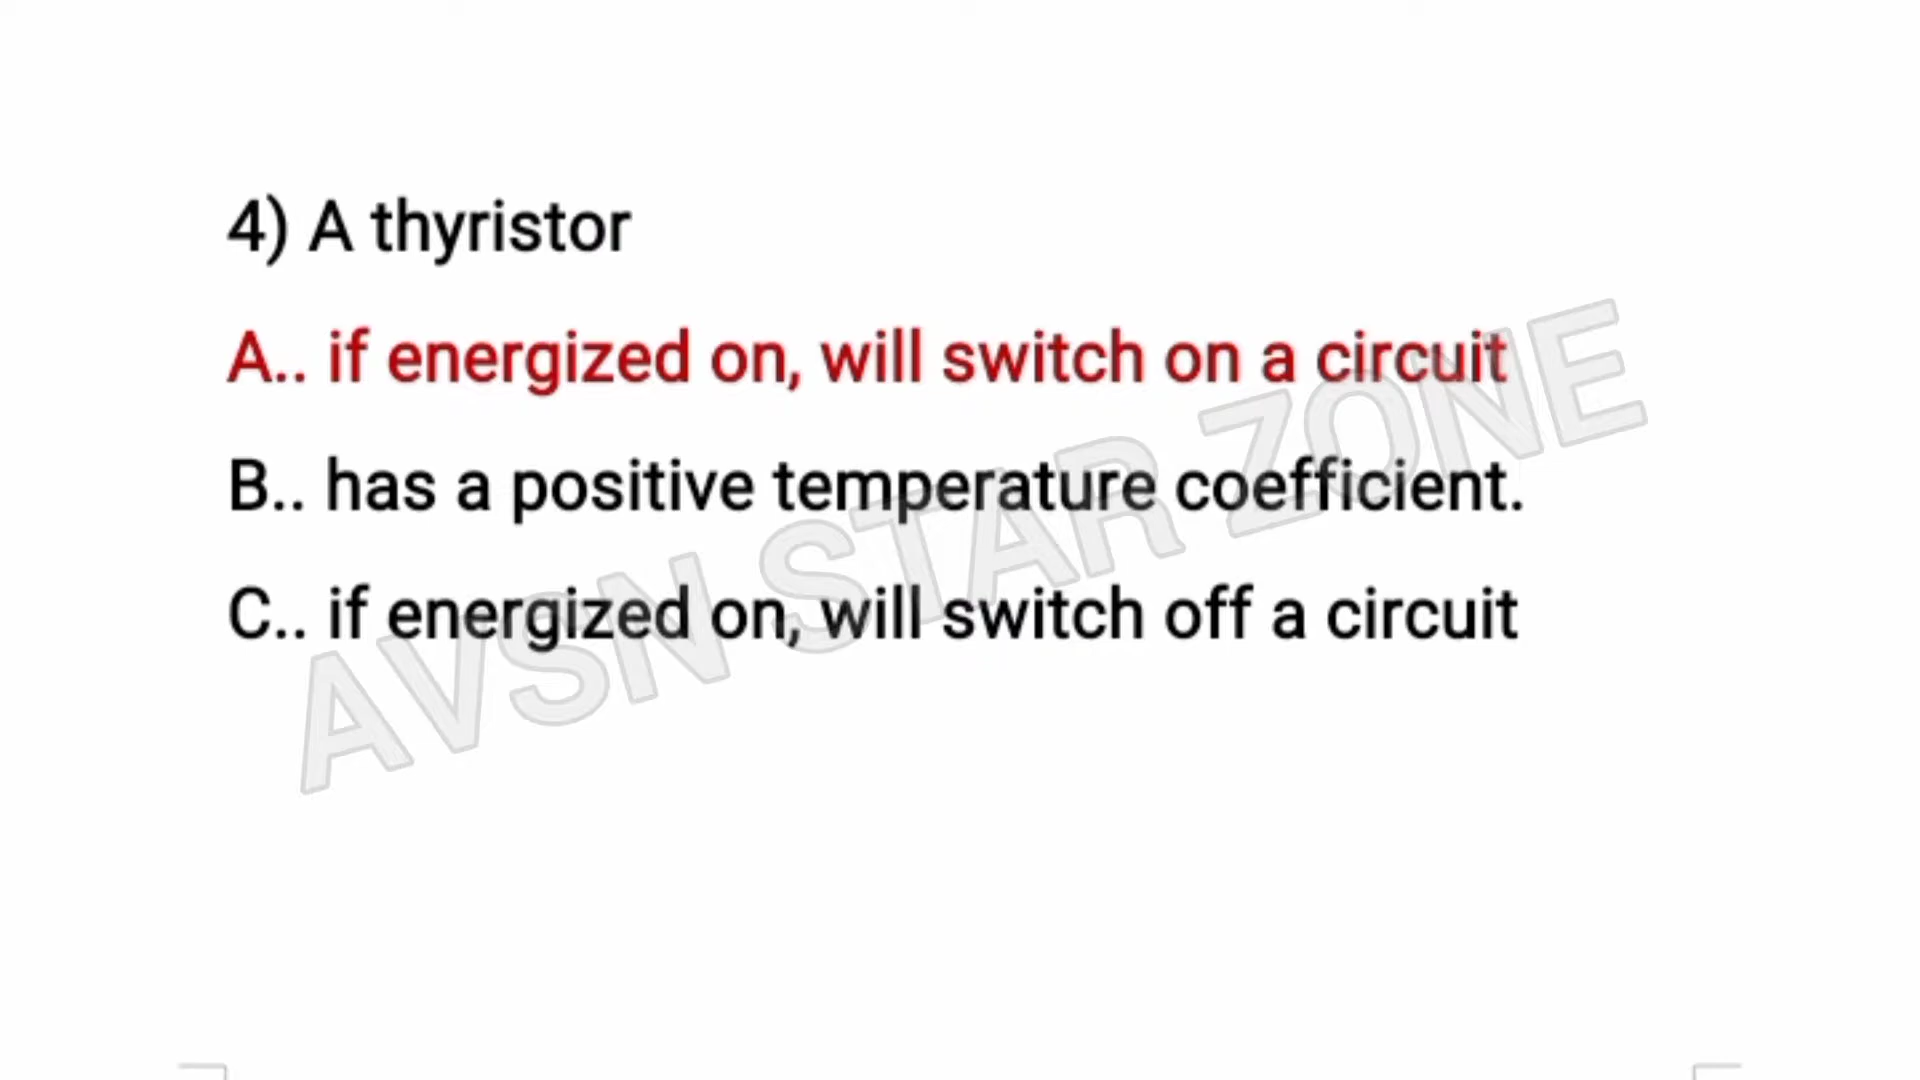 4) A thyristor
A.. if energized on, will switch on a circuit
B.. has a positive temperature coefficient.
C.. if energized on, will switch off a circuit
AVSN STAR ZONE